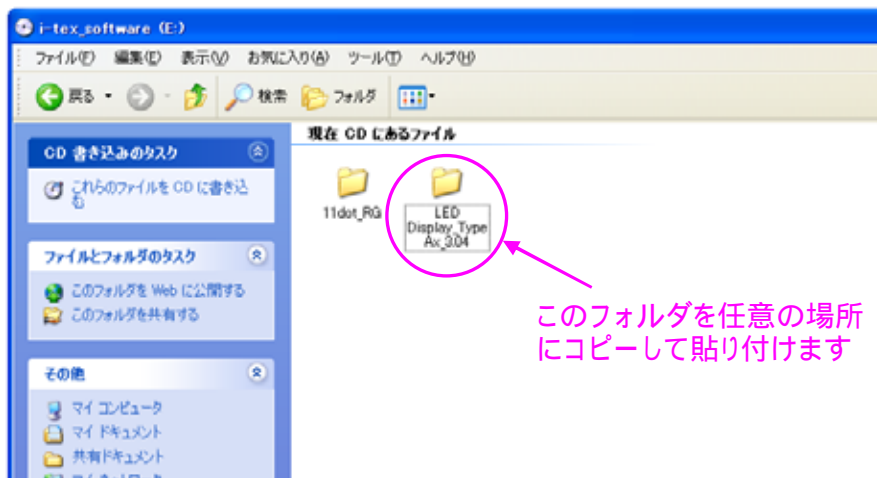 i-tex_software (E:)
ファイル(F) 編集(E) 表示(V) お気に入り(A) ツール(T) ヘルプ(H)
戻る 検索 フォルダ
CD 書き込みのタスク
これらのファイルを CD に書き込
む
ファイルとフォルダのタスク
このフォルダを Web に公開する
このフォルダを共有する
その他
マイ コンピュータ
マイ ドキュメント
共有ドキュメント
マイ ネットワーク
現在 CD にあるファイル
11dot_RG
LED
Display_Type
Ax_3.04
このフォルダを任意の場所
にコピーして貼り付けます